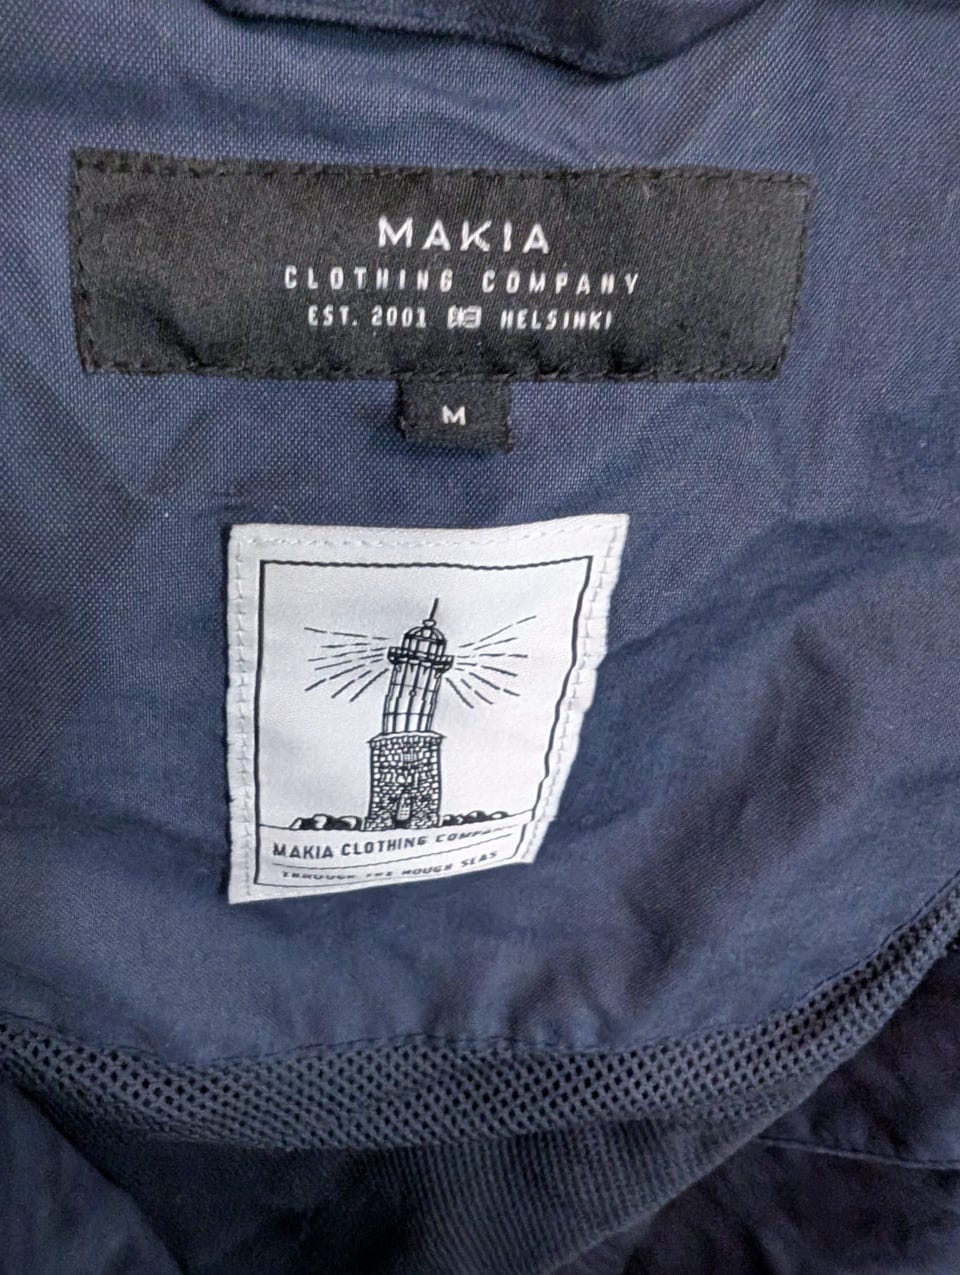 MAKIA
CLOTHING COMPANY
EST. 2001 HELSINKI
M
MAKIA CLOTHING COMPANY
THROUGH THE ROUGH SEAS